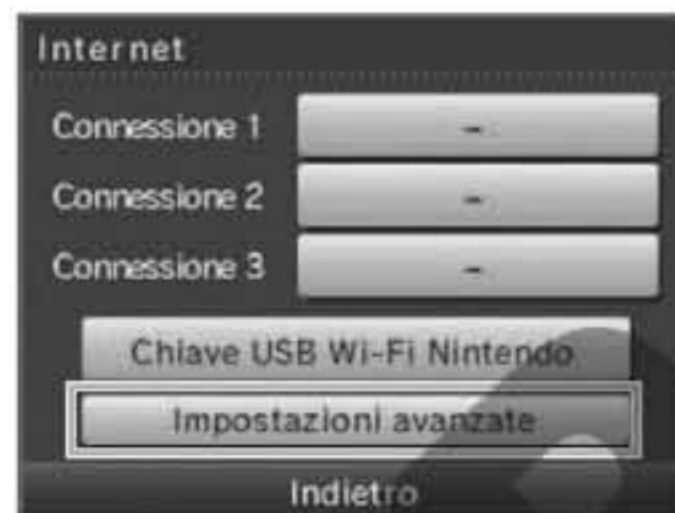 Internet
Connessione 1
-
Connessione 2
-
Connessione 3
-
Chiave USB Wi-Fi Nintendo
Impostazioni avanzate
Indietro